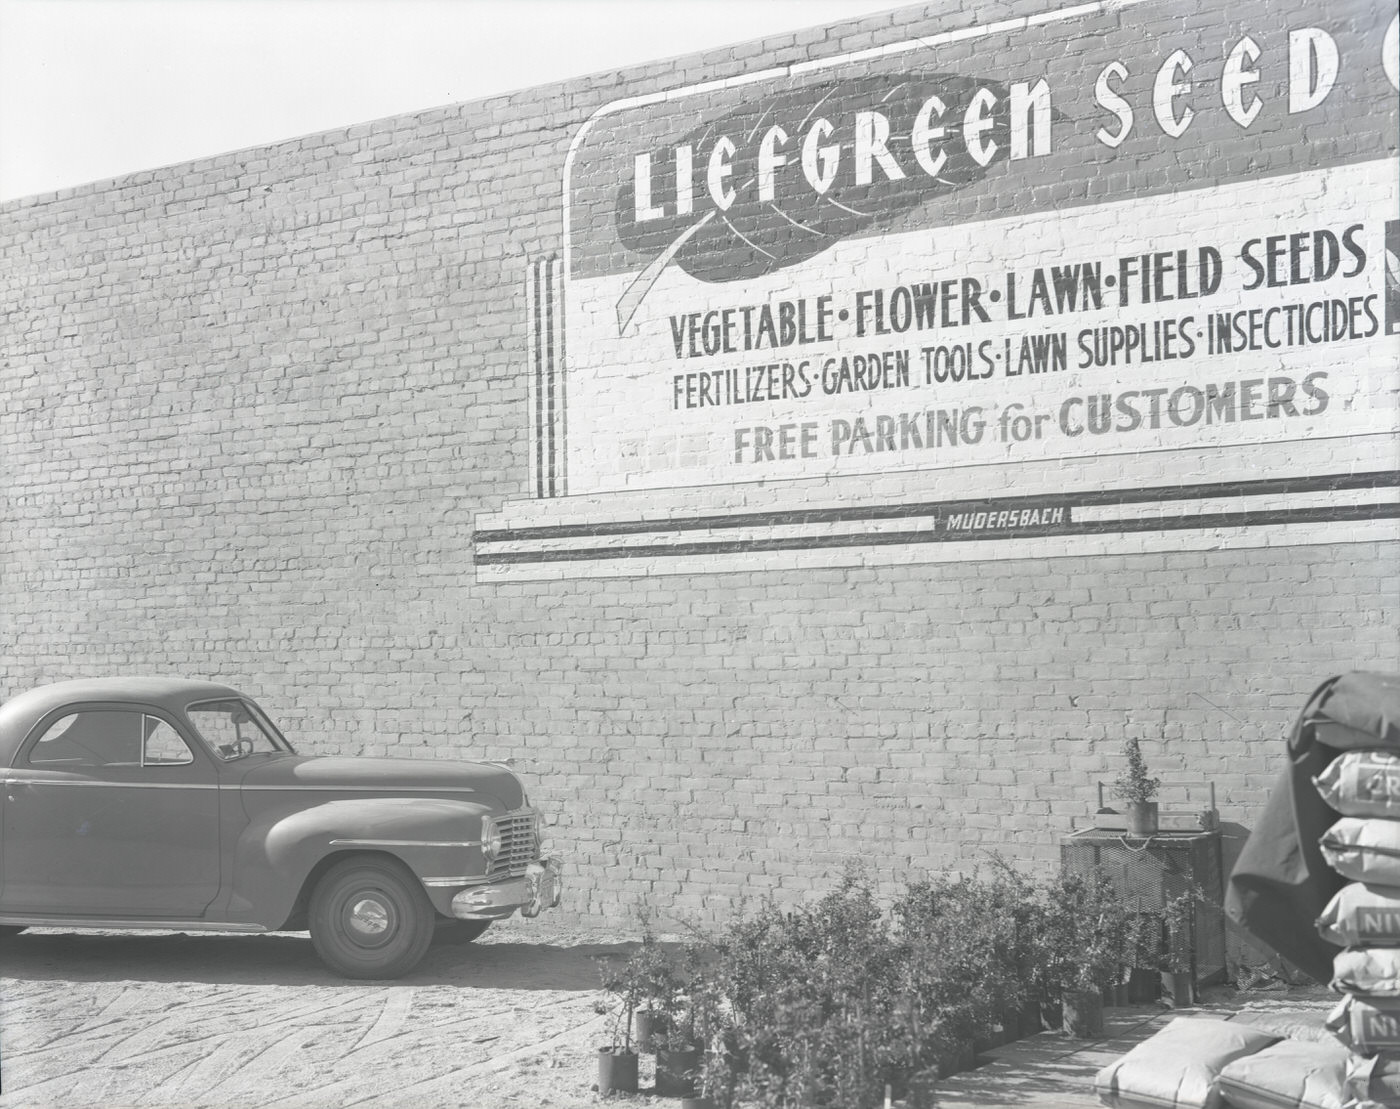 LIEFGREEN SEED
VEGETABLE·FLOWER·LAWN·FIELD SEEDS
FERTILIZERS·GARDEN TOOLS·LAWN SUPPLIES·INSECTICIDES
FREE PARKING for CUSTOMERS
MUDERSBACH